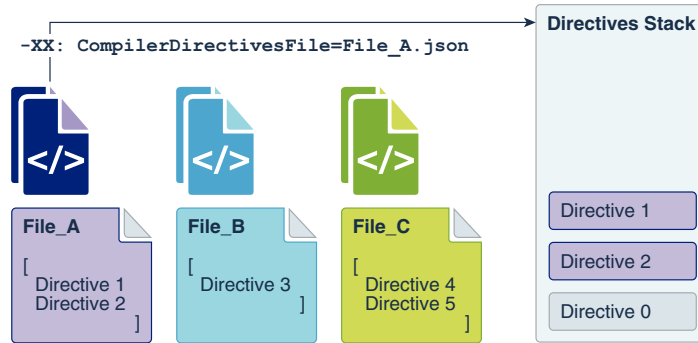 -XX: CompilerDirectivesFile=File_A.json
</>
</>
</>
File_A
[
Directive 1
Directive 2
]
File_B
[
Directive 3
]
File_C
[
Directive 4
Directive 5
]
Directives Stack
Directive 1
Directive 2
Directive 0